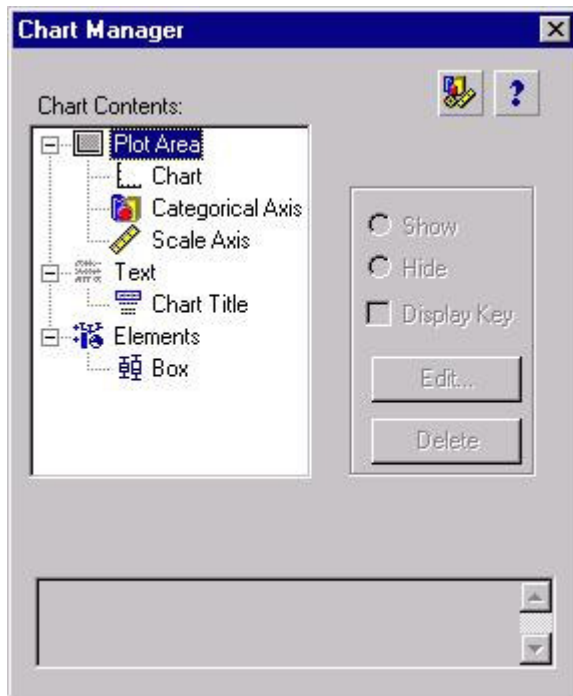 Chart Manager
?
Chart Contents:
Plot Area
Chart
Categorical Axis
Scale Axis
Text
Chart Title
Elements
Box
Show
Hide
Display Key
Edit...
Delete